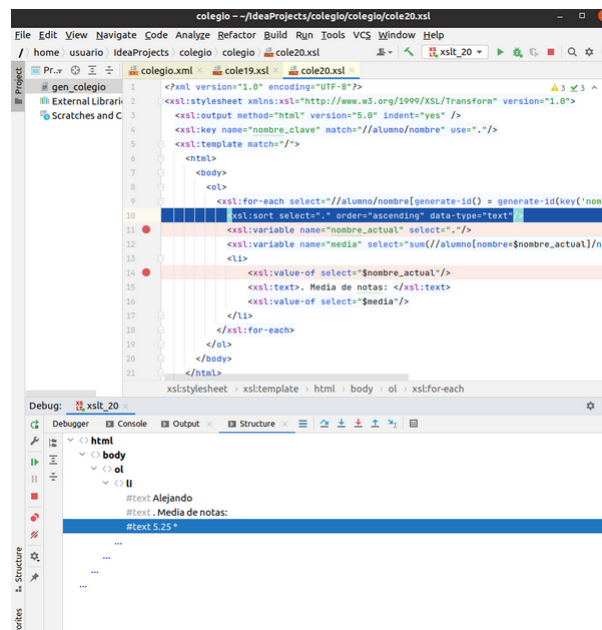 colegio – ~/IdeaProjects/colegio/colegio/cole20.xsl
File Edit View Navigate Code Analyze Refactor Build Run Tools VCS Window Help
/ home usuario IdeaProjects colegio colegio cole20.xsl xslt_20
Project
Pr.. colegio.xml cole19.xsl cole20.xsl
gen_colegio
External Librari
Scratches and C
3 3
1 <?xml version="1.0" encoding="UTF-8"?>
2 <xsl:stylesheet xmlns:xsl="http://www.w3.org/1999/XSL/Transform" version="1.0">
3 <xsl:output method="html" version="5.0" indent="yes" />
4 <xsl:key name="nombre_clave" match="//alumno/nombre" use="."/>
5 <xsl:template match="/">
6 <html>
7 <body>
8 <ol>
9 <xsl:for-each select="//alumno/nombre[generate-id() = generate-id(key('nom
10 <xsl:sort select="." order="ascending" data-type="text"/>
11 <xsl:variable name="nombre_actual" select="."/>
12 <xsl:variable name="media" select="sum(//alumno[nombre=$nombre_actual]/n
13 <li>
14 <xsl:value-of select="$nombre_actual"/>
15 <xsl:text>. Media de notas: </xsl:text>
16 <xsl:value-of select="$media"/>
17 </li>
18 </xsl:for-each>
19 </ol>
20 </body>
21 </html>
xsl:stylesheet xsl:template html body ol xsl:for-each
Debug: xslt_20
Debugger Console Output Structure
html
body
ol
li
#text Alejando
#text . Media de notas:
#text 5.25 *
...
...
...
...
Structure
orites